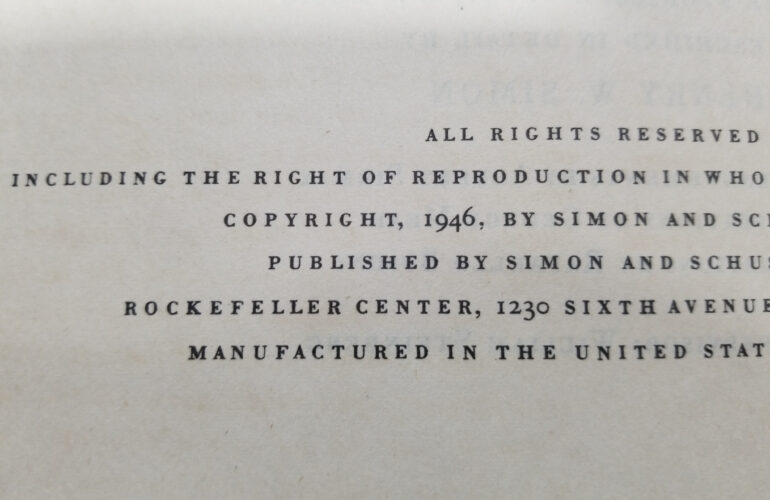 ALL RIGHTS RESERVED
INCLUDING THE RIGHT OF REPRODUCTION IN WHO
COPYRIGHT, 1946, BY SIMON AND SC
PUBLISHED BY SIMON AND SCHUS
ROCKEFELLER CENTER, 1230 SIXTH AVENUE
MANUFACTURED IN THE UNITED STAT